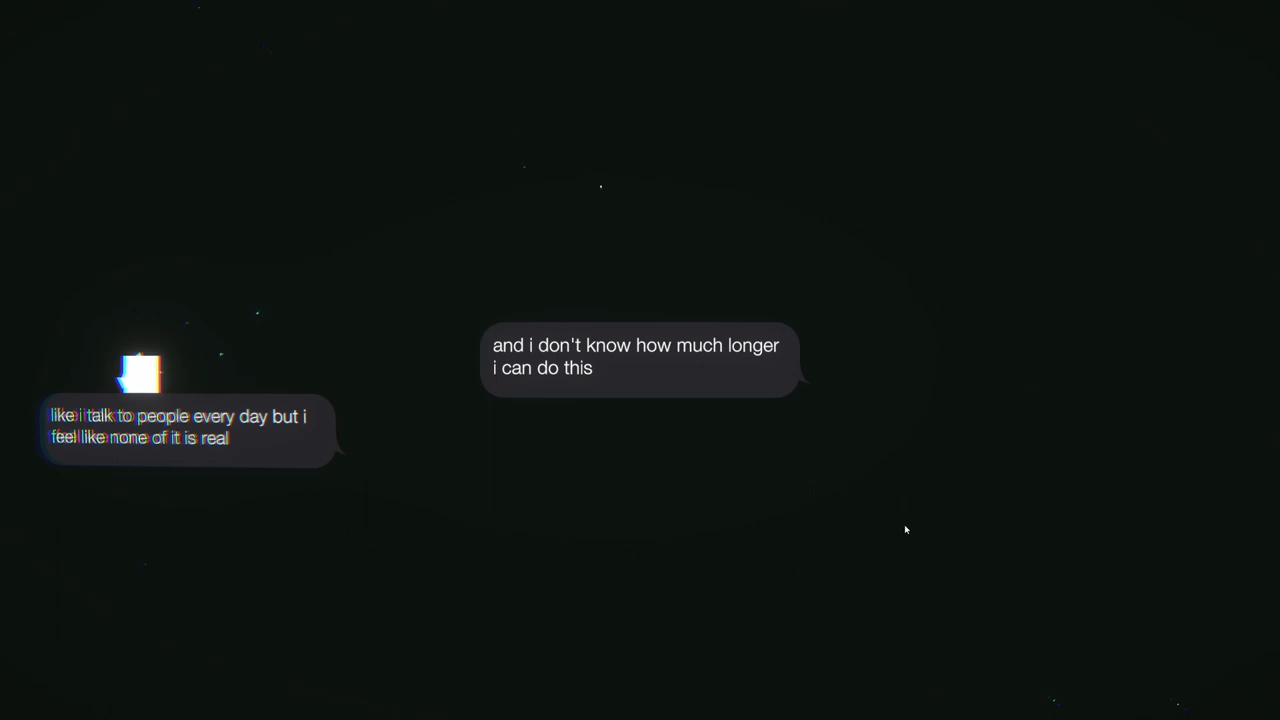 and i don't know how much longer
i can do this
like i talk to people every day but i
feel like none of it is real